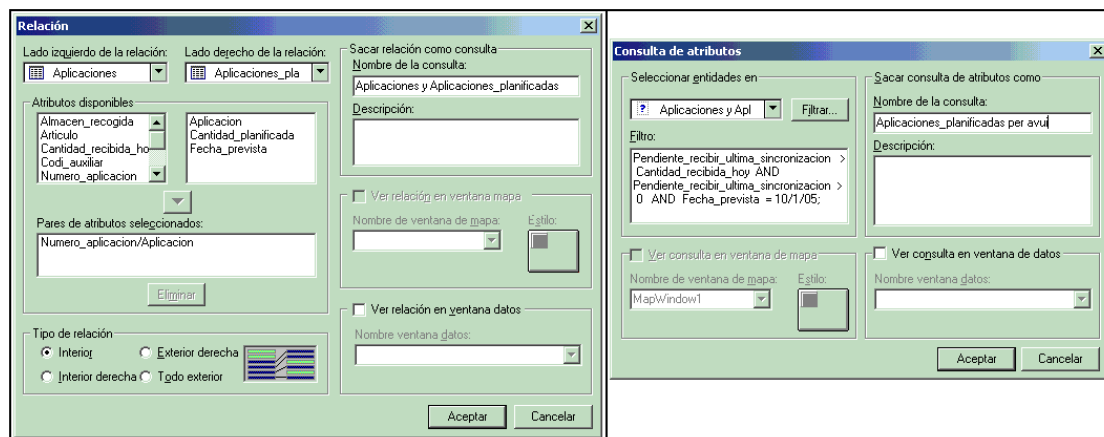 Relación
Lado izquierdo de la relación:
Lado derecho de la relación:
Aplicaciones
Aplicaciones_pla
Atributos disponibles
Almacen_recogida
Articulo
Cantidad_recibida_ho
Codi_auxiliar
Numero_aplicacion
Aplicacion
Cantidad_planificada
Fecha_prevista
Pares de atributos seleccionados:
Numero_aplicacion/Aplicacion
Eliminar
Tipo de relación
Interior
Exterior derecha
Interior derecha
Todo exterior
Sacar relación como consulta
Nombre de la consulta:
Aplicaciones y Aplicaciones_planificadas
Descripción:
Ver relación en ventana mapa
Nombre de ventana de mapa:
Estilo:
Ver relación en ventana datos
Nombre ventana datos:
Aceptar
Cancelar
Consulta de atributos
Seleccionar entidades en
Aplicaciones y Apl
Filtrar...
Filtro:
Pendiente_recibir_ultima_sincronizacion >
Cantidad_recibida_hoy AND
Pendiente_recibir_ultima_sincronizacion >
0 AND Fecha_prevista = 10/1/05;
Ver consulta en ventana de mapa
Nombre de ventana de mapa:
Estilo:
MapWindow1
Sacar consulta de atributos como
Nombre de la consulta:
Aplicaciones_planificadas per avui
Descripción:
Ver consulta en ventana de datos
Nombre ventana datos:
Aceptar
Cancelar